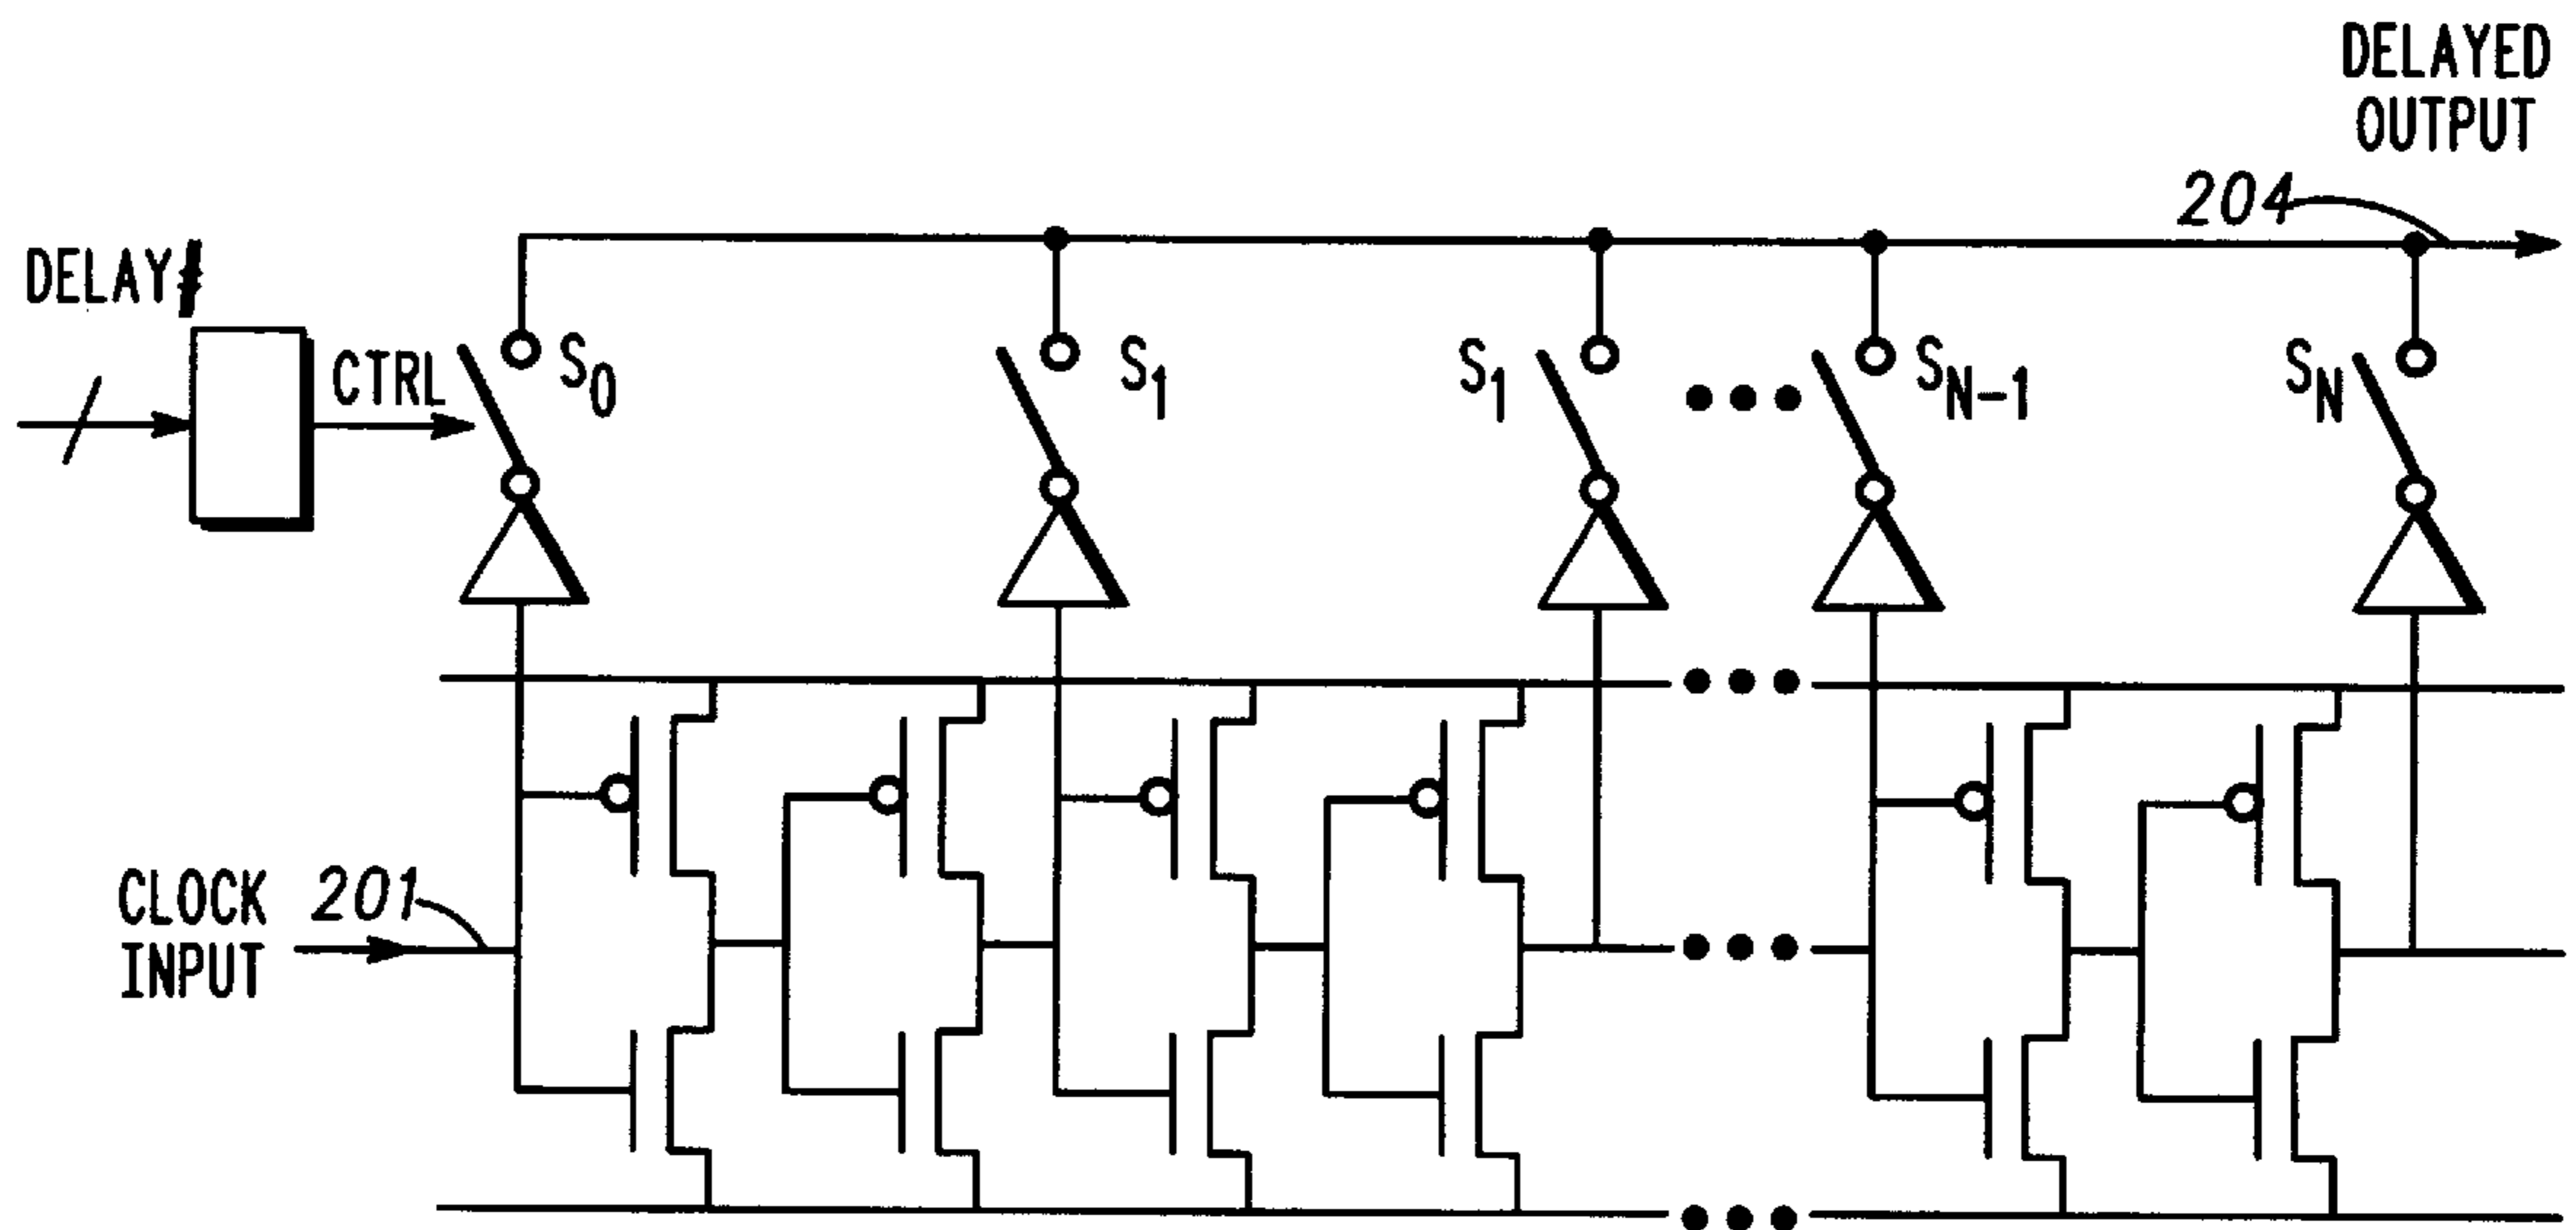 DELAYED
OUTPUT
204
DELAY#
CTRL
S0
S1
S1
SN-1
SN
CLOCK
INPUT
201